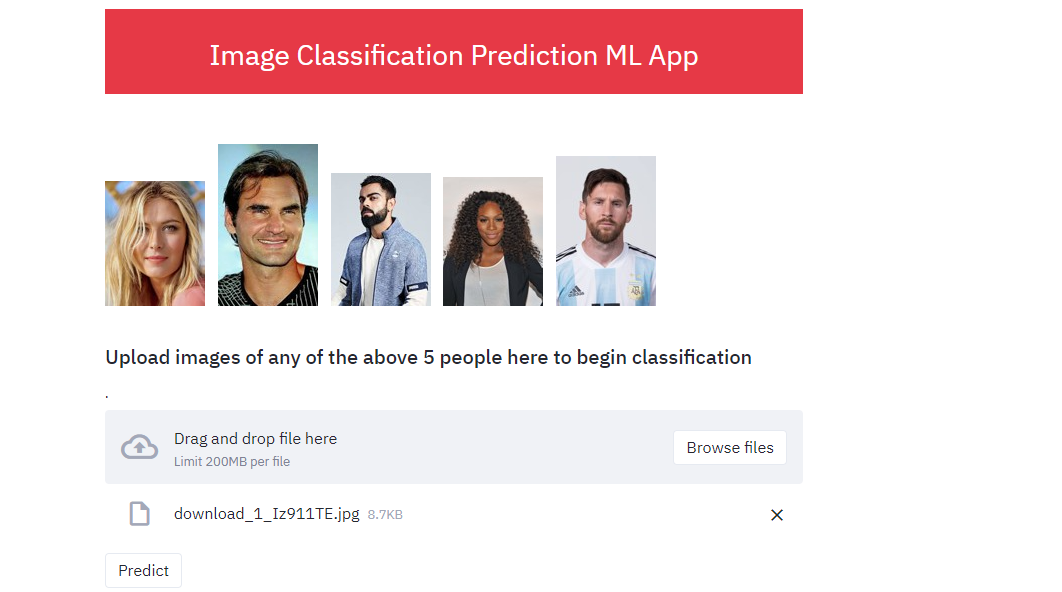 Image Classification Prediction ML App
adidas
Upload images of any of the above 5 people here to begin classification
.
Drag and drop file here
Limit 200MB per file
Browse files
download_1_Iz911TE.jpg 8.7KB
Predict